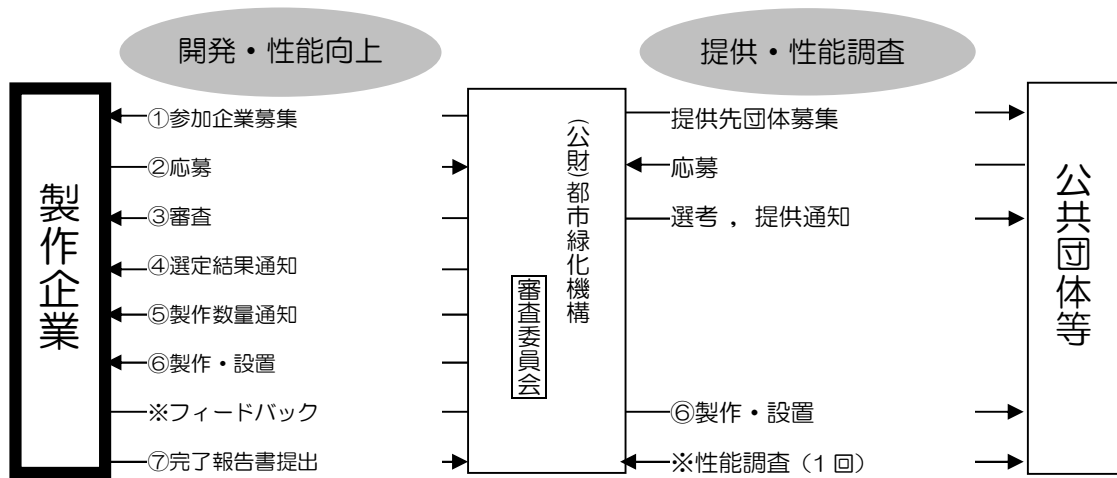 開発・性能向上
提供・性能調査
製作企業
①参加企業募集
②応募
③審査
④選定結果通知
⑤製作数量通知
⑥製作・設置
※フィードバック
⑦完了報告書提出
（公財）都市緑化機構
審査委員会
提供先団体募集
応募
選考，提供通知
⑥製作・設置
※性能調査（1回）
公共団体等